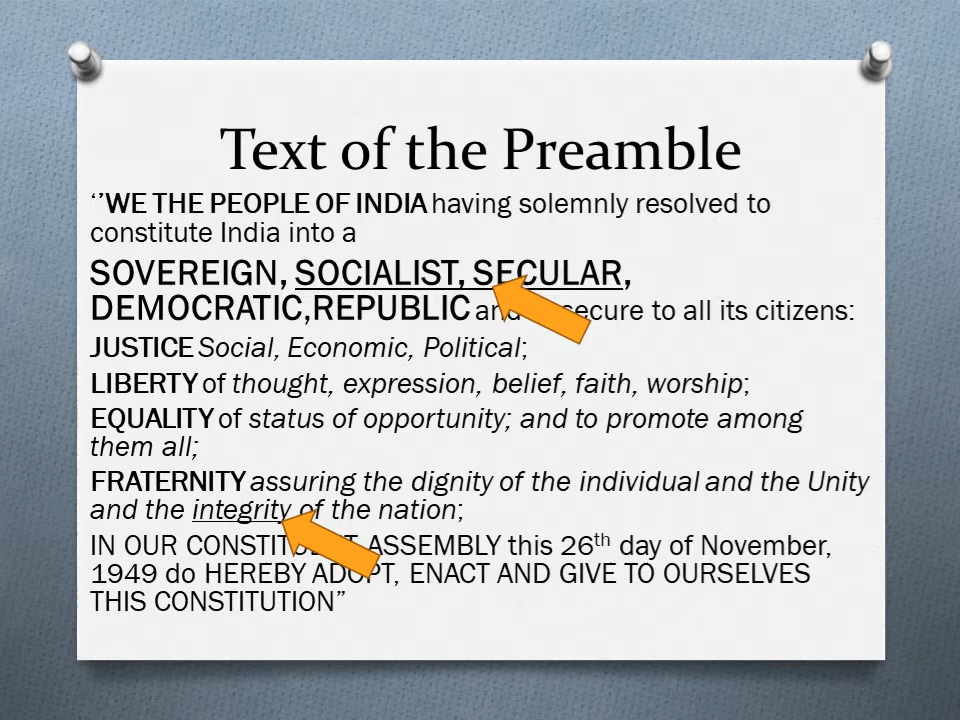 Text of the Preamble
‘’WE THE PEOPLE OF INDIA having solemnly resolved to
constitute India into a
SOVEREIGN, SOCIALIST, SECULAR,
DEMOCRATIC,REPUBLIC and secure to all its citizens:
JUSTICE Social, Economic, Political;
LIBERTY of thought, expression, belief, faith, worship;
EQUALITY of status of opportunity; and to promote among
them all;
FRATERNITY assuring the dignity of the individual and the Unity
and the integrity of the nation;
IN OUR CONSTITUENT ASSEMBLY this 26th day of November,
1949 do HEREBY ADOPT, ENACT AND GIVE TO OURSELVES
THIS CONSTITUTION”